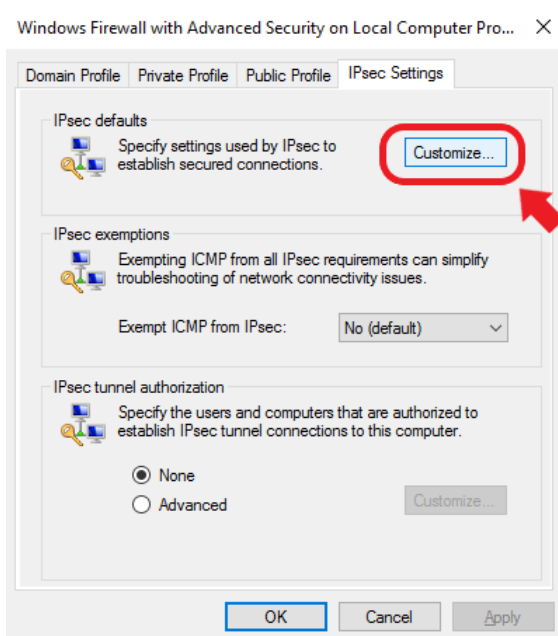 Windows Firewall with Advanced Security on Local Computer Pro...
Domain Profile Private Profile Public Profile IPsec Settings
IPsec defaults
Specify settings used by IPsec to
establish secured connections.
Customize...
IPsec exemptions
Exempting ICMP from all IPsec requirements can simplify
troubleshooting of network connectivity issues.
Exempt ICMP from IPsec: No (default)
IPsec tunnel authorization
Specify the users and computers that are authorized to
establish IPsec tunnel connections to this computer.
None
Advanced
Customize...
OK Cancel Apply